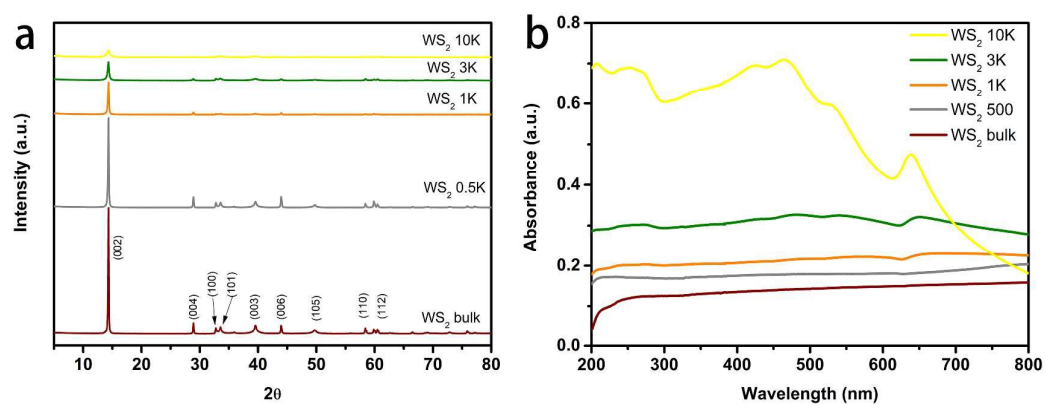 a
WS2 10K
WS2 3K
WS2 1K
WS2 0.5K
WS2 bulk
(002)
(004)
(100)
(101)
(003)
(006)
(105)
(110)
(112)
Intensity (a.u.)
10 20 30 40 50 60 70 80
2θ
b
WS2 10K
WS2 3K
WS2 1K
WS2 500
WS2 bulk
0.8
0.6
0.4
0.2
0.0
Absorbance (a.u.)
200 300 400 500 600 700 800
Wavelength (nm)